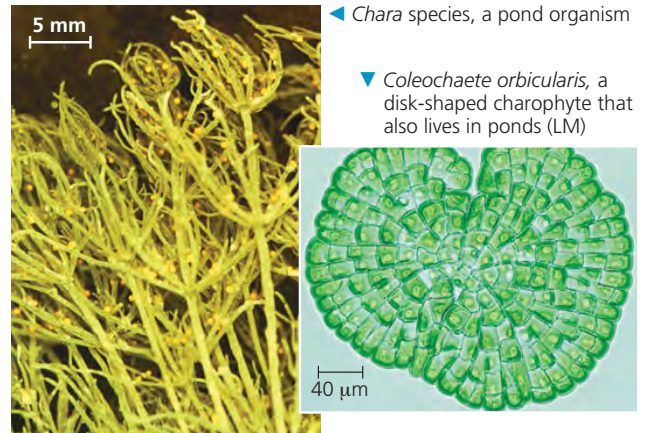 5 mm
◀ Chara species, a pond organism
▼ Coleochaete orbicularis, a
disk-shaped charophyte that
also lives in ponds (LM)
40 μm